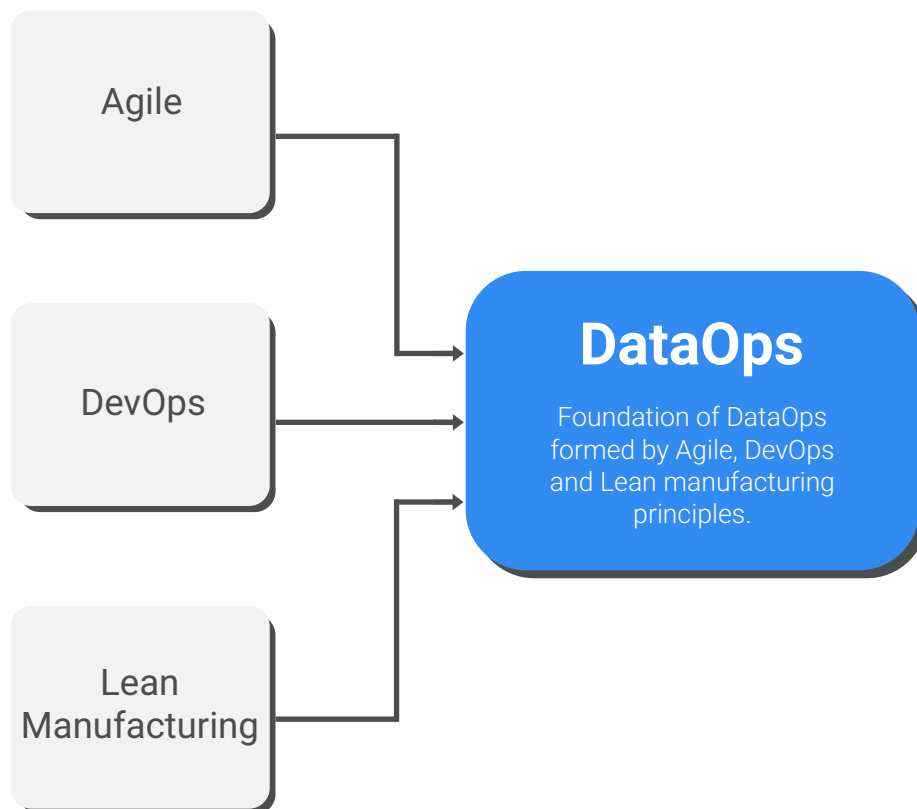 Agile
DevOps
Lean
Manufacturing
DataOps
Foundation of DataOps
formed by Agile, DevOps
and Lean manufacturing
principles.